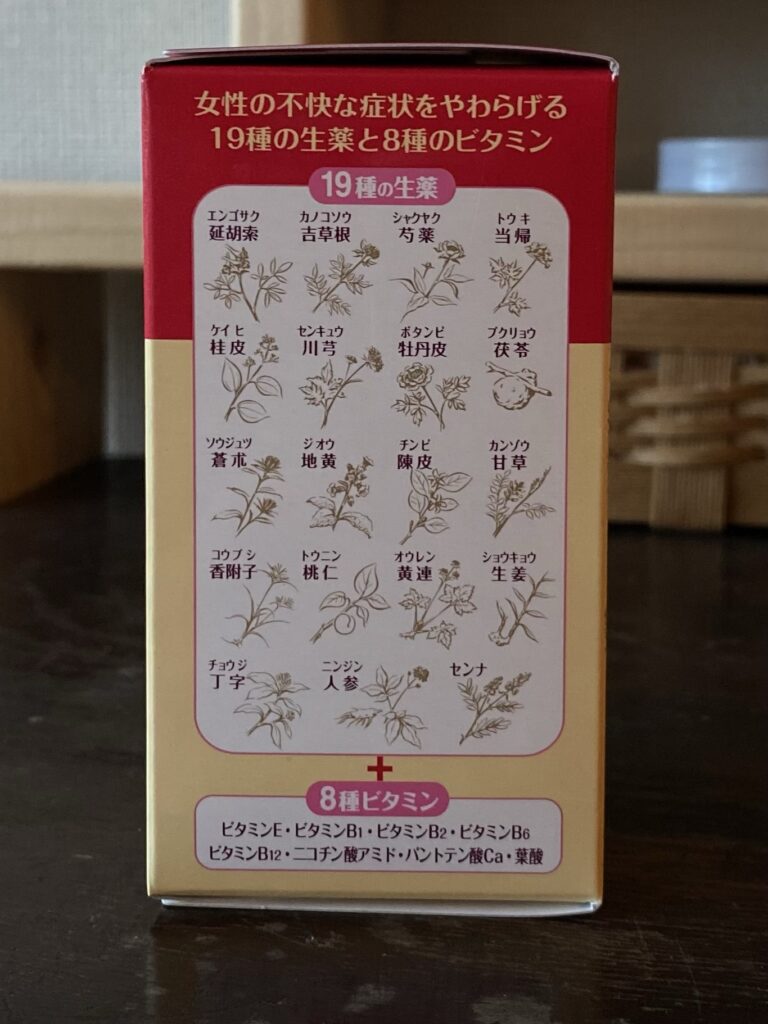 女性の不快な症状をやわらげる
19種の生薬と8種のビタミン
19種の生薬
エンゴサク カノコソウ シャクヤク トウキ
延胡索 吉草根 芍薬 当帰
ケイヒ センキュウ ボタンピ ブクリョウ
桂皮 川芎 牡丹皮 茯苓
ソウジュツ ジオウ チンピ カンゾウ
蒼朮 地黄 陳皮 甘草
コウブシ トウニン オウレン ショウキョウ
香附子 桃仁 黄連 生姜
チョウジ ニンジン センナ
丁字 人参
+
8種ビタミン
ビタミンE・ビタミンB1・ビタミンB2・ビタミンB6
ビタミンB12・ニコチン酸アミド・パントテン酸Ca・葉酸